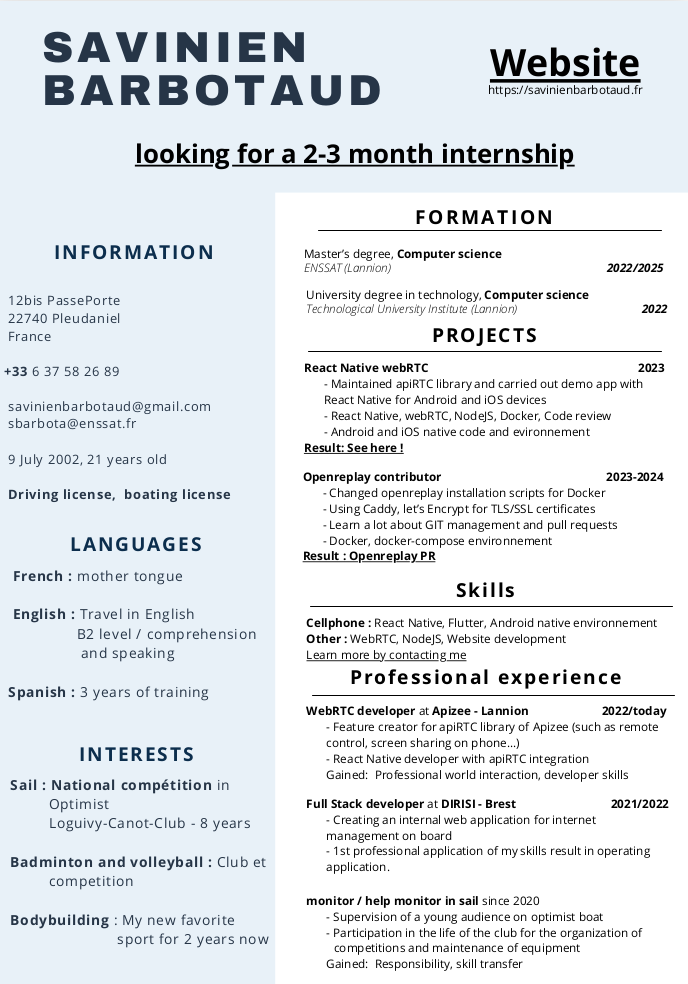 SAVINIEN
BARBOTAUD
Website
https://savinienbarbotaud.fr
looking for a 2-3 month internship
INFORMATION
12bis PassePorte
22740 Pleudaniel
France
+33 6 37 58 26 89
savinienbarbotaud@gmail.com
sbarbota@enssat.fr
9 July 2002, 21 years old
Driving license, boating license
LANGUAGES
French : mother tongue
English : Travel in English
B2 level / comprehension
and speaking
Spanish : 3 years of training
INTERESTS
Sail : National compétition in
Optimist
Loguivy-Canot-Club - 8 years
Badminton and volleyball : Club et
competition
Bodybuilding : My new favorite
sport for 2 years now
FORMATION
Master's degree, Computer science
ENSSAT (Lannion) 2022/2025
University degree in technology, Computer science
Technological University Institute (Lannion) 2022
PROJECTS
React Native webRTC 2023
- Maintained apiRTC library and carried out demo app with
React Native for Android and iOS devices
- React Native, webRTC, NodeJS, Docker, Code review
- Android and iOS native code and evironnement
Result: See here !
Openreplay contributor 2023-2024
- Changed openreplay installation scripts for Docker
- Using Caddy, let's Encrypt for TLS/SSL certificates
- Learn a lot about GIT management and pull requests
- Docker, docker-compose environnement
Result : Openreplay PR
Skills
Cellphone : React Native, Flutter, Android native environnement
Other : WebRTC, NodeJS, Website development
Learn more by contacting me
Professional experience
WebRTC developer at Apizee - Lannion 2022/today
- Feature creator for apiRTC library of Apizee (such as remote
control, screen sharing on phone...)
- React Native developer with apiRTC integration
Gained: Professional world interaction, developer skills
Full Stack developer at DIRISI - Brest 2021/2022
- Creating an internal web application for internet
management on board
- 1st professional application of my skills result in operating
application.
monitor / help monitor in sail since 2020
- Supervision of a young audience on optimist boat
- Participation in the life of the club for the organization of
competitions and maintenance of equipment
Gained: Responsibility, skill transfer